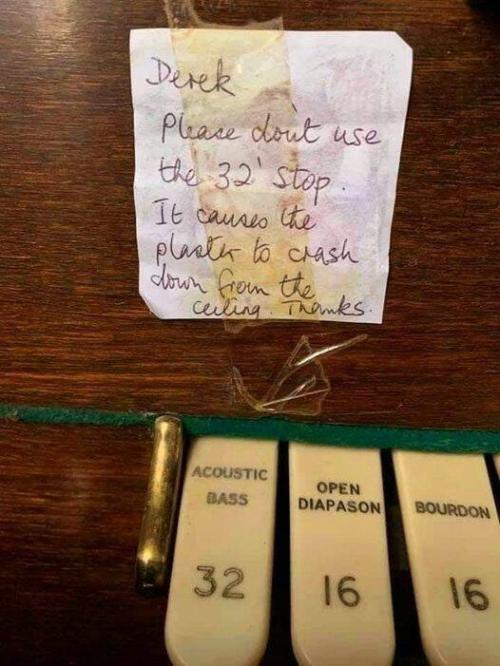 Derek
Please don't use
the 32' stop.
It causes the
plaster to crash
down from the
ceiling. Thanks.
ACOUSTIC
BASS
32
OPEN
DIAPASON
16
BOURDON
16